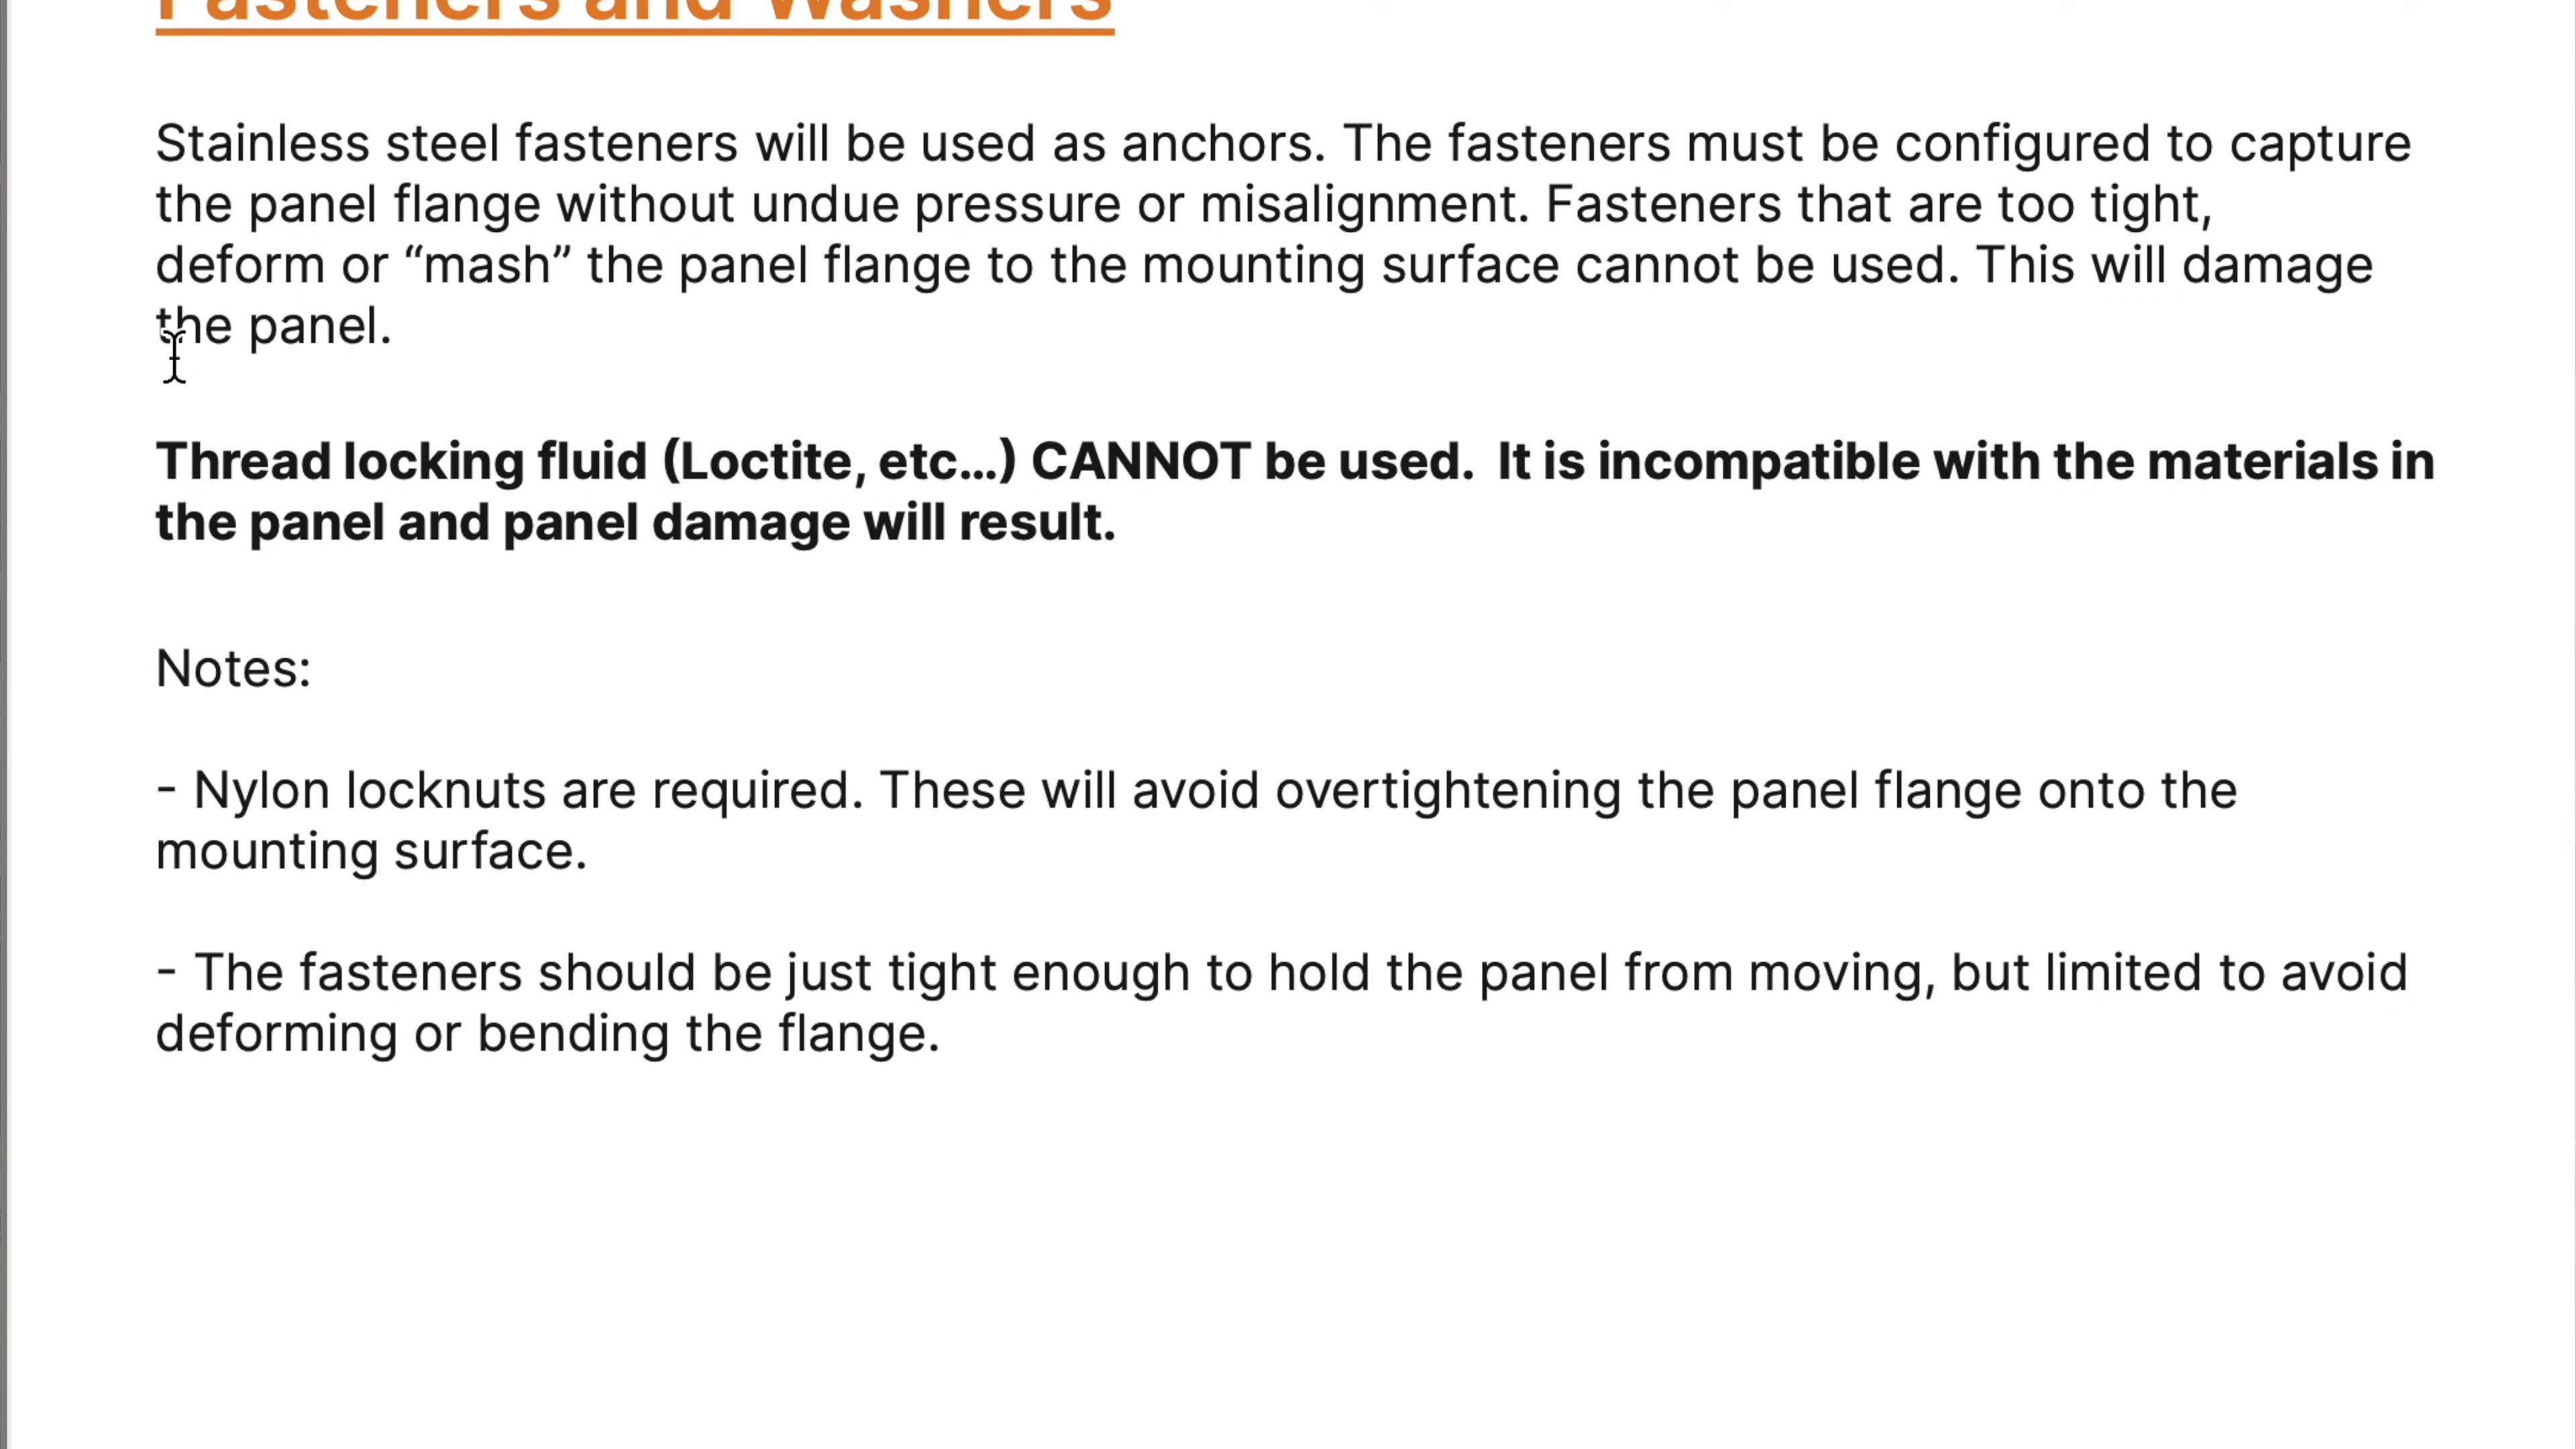 Fasteners and Washers
Stainless steel fasteners will be used as anchors. The fasteners must be configured to capture
the panel flange without undue pressure or misalignment. Fasteners that are too tight,
deform or “mash” the panel flange to the mounting surface cannot be used. This will damage
the panel.
Thread locking fluid (Loctite, etc…) CANNOT be used.  It is incompatible with the materials in
the panel and panel damage will result.
Notes:
- Nylon locknuts are required. These will avoid overtightening the panel flange onto the
mounting surface.
- The fasteners should be just tight enough to hold the panel from moving, but limited to avoid
deforming or bending the flange.